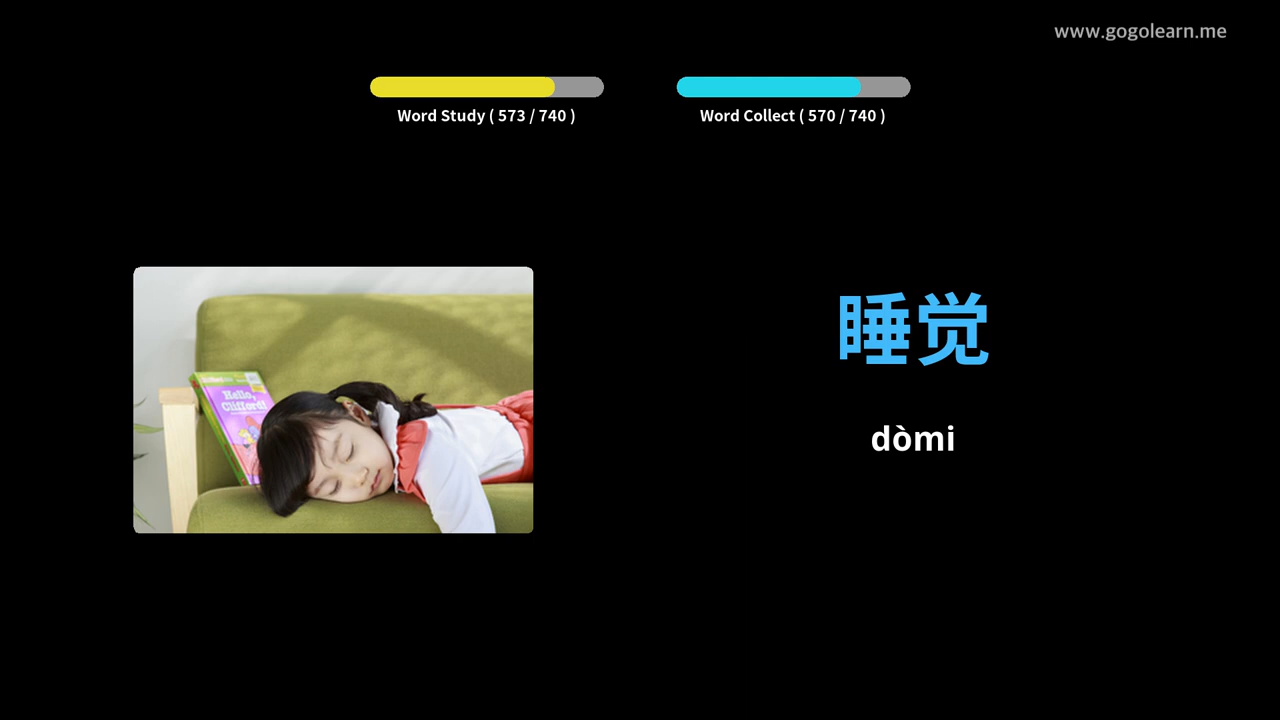 www.gogolearn.me
Word Study ( 573 / 740 )
Word Collect ( 570 / 740 )
睡觉
dòmi
Hello,
Clifford!